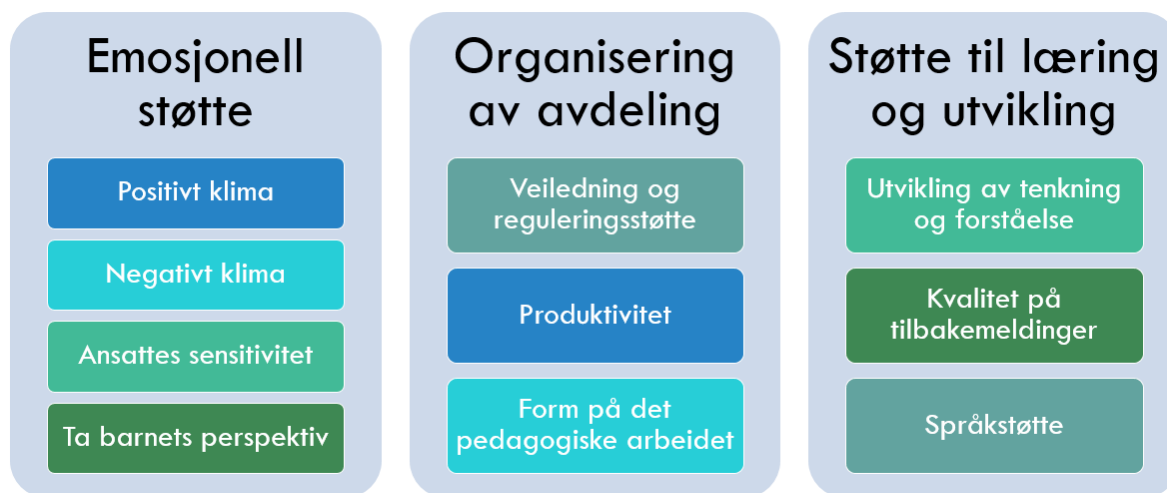 Emosjonell
støtte
Positivt klima
Negativt klima
Ansattes sensitivitet
Ta barnets perspektiv
Organisering
av avdeling
Veiledning og
reguleringsstøtte
Produktivitet
Form på det
pedagogiske arbeidet
Støtte til læring
og utvikling
Utvikling av tenkning
og forståelse
Kvalitet på
tilbakemeldinger
Språkstøtte